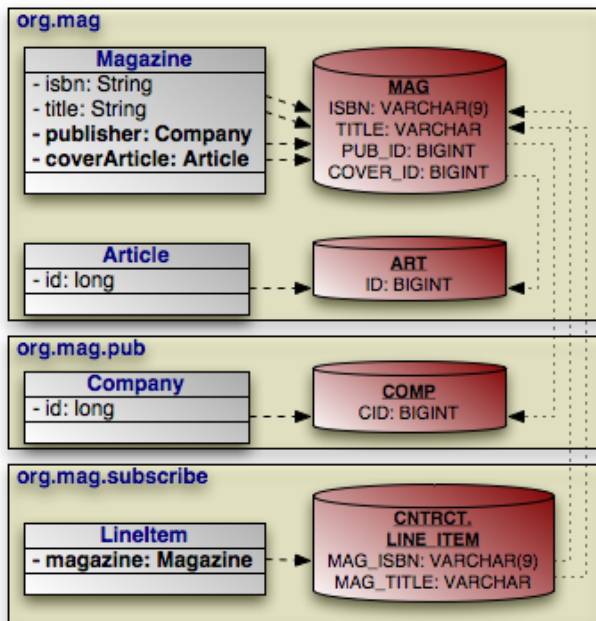 org.mag
Magazine
- isbn: String
- title: String
- publisher: Company
- coverArticle: Article
MAG
ISBN: VARCHAR(9)
TITLE: VARCHAR
PUB_ID: BIGINT
COVER_ID: BIGINT
Article
- id: long
ART
ID: BIGINT
org.mag.pub
Company
- id: long
COMP
CID: BIGINT
org.mag.subscribe
LineItem
- magazine: Magazine
CNTRCT.
LINE_ITEM
MAG_ISBN: VARCHAR(9)
MAG_TITLE: VARCHAR